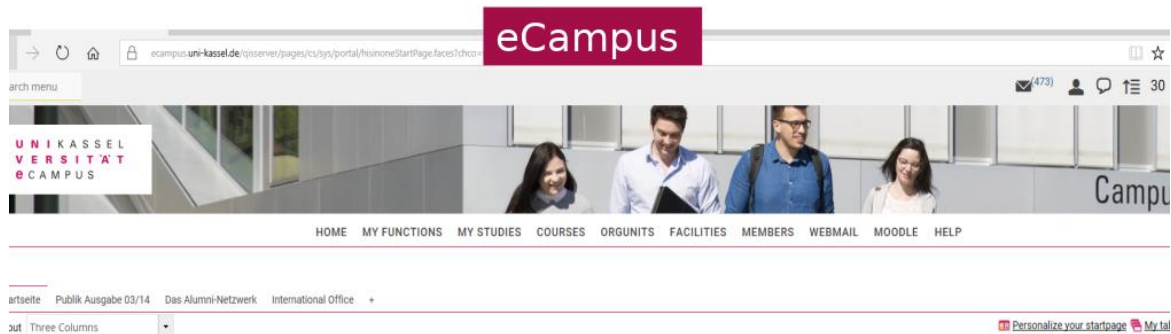 eCampus
ecampus.uni-kassel.de/qisserver/pages/cs/sys/portal/hisinoneStartPage.faces?chco
arch menu
(473)
30
UNIKASSEL
VERSITÄT
eCAMPUS
Campu
HOME MY FUNCTIONS MY STUDIES COURSES ORGUNITS FACILITIES MEMBERS WEBMAIL MOODLE HELP
artseite Publik Ausgabe 03/14 Das Alumni-Netzwerk International Office +
out Three Columns
Personalize your startpage My tal